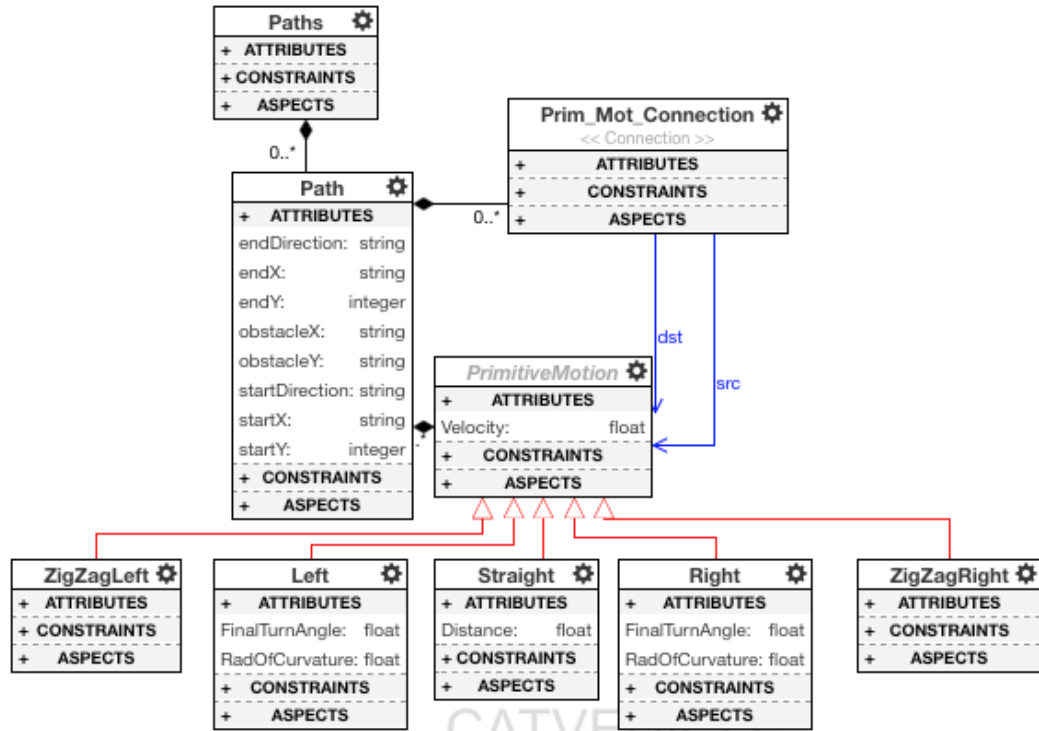 Paths
+ ATTRIBUTES
+ CONSTRAINTS
+ ASPECTS
0..*
Prim_Mot_Connection
<< Connection >>
+ ATTRIBUTES
+ CONSTRAINTS
+ ASPECTS
0..*
Path
+ ATTRIBUTES
endDirection: string
endX: string
endY: integer
obstacleX: string
obstacleY: string
startDirection: string
startX: string
startY: integer
+ CONSTRAINTS
+ ASPECTS
dst
src
PrimitiveMotion
+ ATTRIBUTES
Velocity: float
+ CONSTRAINTS
+ ASPECTS
ZigZagLeft
+ ATTRIBUTES
+ CONSTRAINTS
+ ASPECTS
Left
+ ATTRIBUTES
FinalTurnAngle: float
RadOfCurvature: float
+ CONSTRAINTS
+ ASPECTS
Straight
+ ATTRIBUTES
Distance: float
+ CONSTRAINTS
+ ASPECTS
Right
+ ATTRIBUTES
FinalTurnAngle: float
RadOfCurvature: float
+ CONSTRAINTS
+ ASPECTS
ZigZagRight
+ ATTRIBUTES
+ CONSTRAINTS
+ ASPECTS